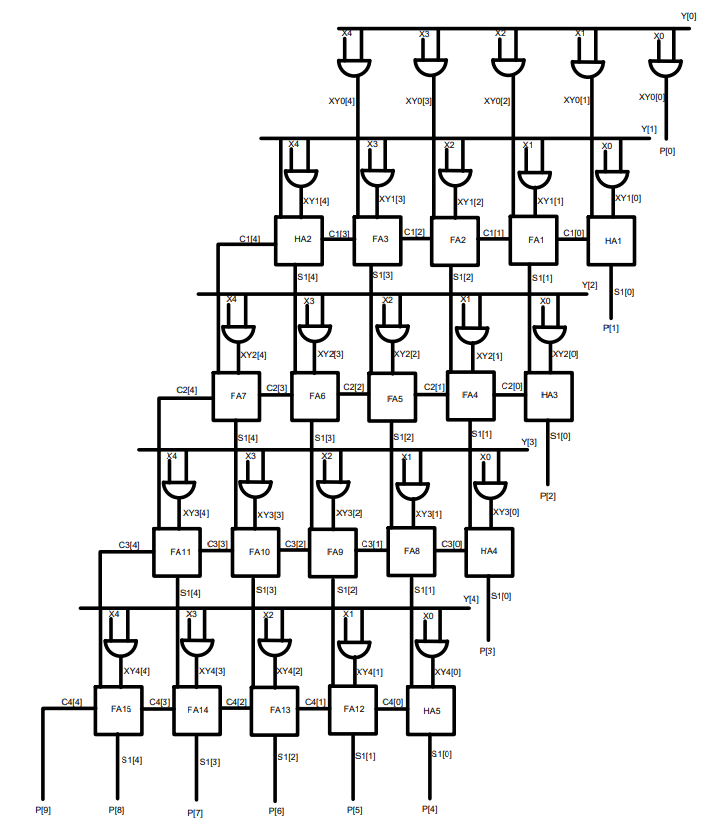 Y[0]
X4 X3 X2 X1 X0
XY0[4] XY0[3] XY0[2] XY0[1] XY0[0]
Y[1]
P[0]
X4 X3 X2 X1 X0
XY1[4] XY1[3] XY1[2] XY1[1] XY1[0]
C1[4] HA2 C1[3] FA3 C1[2] FA2 C1[1] FA1 C1[0] HA1
S1[4] S1[3] S1[2] S1[1] S1[0]
Y[2]
P[1]
X4 X3 X2 X1 X0
XY2[4] XY2[3] XY2[2] XY2[1] XY2[0]
C2[4] FA7 C2[3] FA6 C2[2] FA5 C2[1] FA4 C2[0] HA3
S1[4] S1[3] S1[2] S1[1] S1[0]
Y[3]
P[2]
X4 X3 X2 X1 X0
XY3[4] XY3[3] XY3[2] XY3[1] XY3[0]
C3[4] FA11 C3[3] FA10 C3[2] FA9 C3[1] FA8 C3[0] HA4
S1[4] S1[3] S1[2] S1[1] S1[0]
Y[4]
P[3]
X4 X3 X2 X1 X0
XY4[4] XY4[3] XY4[2] XY4[1] XY4[0]
C4[4] FA15 C4[3] FA14 C4[2] FA13 C4[1] FA12 C4[0] HA5
S1[4] S1[3] S1[2] S1[1] S1[0]
P[9] P[8] P[7] P[6] P[5] P[4]